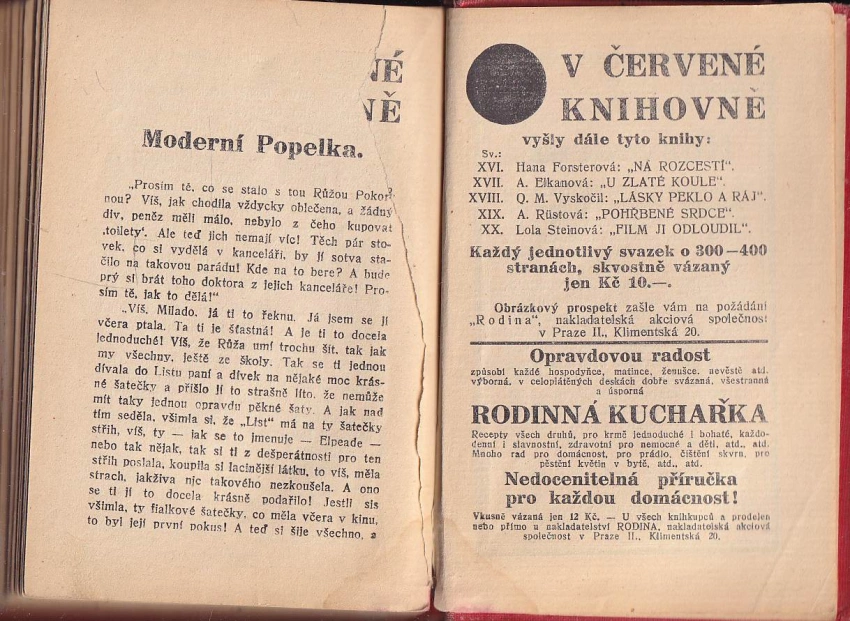 NÉ
NĚ
Moderní Popelka.
„Prosím tě, co se stalo s tou Růžou Pokor-
nou? Víš, jak chodila vždycky oblečena, a žádný
div, peněz měli málo, nebylo z čeho kupovat
‚toilety‘. Ale teď jich nemají víc! Těch pár sto-
vek, co si vydělá v kanceláři, by jí sotva sta-
čilo na takovou parádu! Kde na to bere? A bude
prý si brát toho doktora z jejich kanceláře! Pro-
sím tě, jak to dělá!“
„Víš, Milado, já ti to řeknu. Já jsem se jí
včera ptala. Ta ti je šťastná! A je ti to docela
jednoduché! Víš, že Růža umí trochu šít, tak jak
my všechny, ještě ze školy. Tak se ti jednou
dívala do Listu paní a dívek na nějaké moc krás-
né šatečky a přišlo jí to strašně líto, že nemůže
mít taky jednou opravdu pěkné šaty. A jak nad
tím seděla, všimla si, že „List“ má na ty šatečky
střih, víš, ty — jak se to jmenuje — Elpeade —
nebo tak nějak, tak si ti z desperátnosti pro ten
střih poslala, koupila si lacinější látku, to víš, měla
strach, jakživa nic takového nezkoušela. A ono
se ti jí to docela krásně podařilo! Jestli sis
všimla, ty fialkové šatečky, co měla včera v kinu,
to byl její první pokus! A teď si šije všechno, a
V ČERVENÉ
KNIHOVNĚ
vyšly dále tyto knihy:
Sv.:
XVI. Hana Forsterová: „NÁ ROZCESTÍ“.
XVII. A. Elkanová: „U ZLATÉ KOULE“.
XVIII. Q. M. Vyskočil: „LÁSKY PEKLO A RÁJ“.
XIX. A. Růstová: „POHŘBENÉ SRDCE“.
XX. Lola Steinová: „FILM JI ODLOUDIL“.
Každý jednotlivý svazek o 300—400
stranách, skvostně vázaný
jen Kč 10.—.
Obrázkový prospekt zašle vám na požádání
„Rodina“, nakladatelská akciová společnost
v Praze II., Klimentská 20.
Opravdovou radost
způsobí každé hospodyňce, matince, ženušce, nevěstě atd.
výborná, v celoplátěných deskách dobře svázaná, všestranná
a úsporná
RODINNÁ KUCHAŘKA
Recepty všech druhů, pro krmě jednoduché i bohaté, každo-
denní i slavnostní, zdravotní pro nemocné a děti, atd., atd.
Mnoho rad pro domácnost, pro prádlo, čištění skvrn, pro
pěstění květin v bytě, atd., atd.
Nedocenitelná příručka
pro každou domácnost!
Vkusně vázaná jen 12 Kč. — U všech knihkupců a prodejen
nebo přímo u nakladatelství RODINA, nakladatelská akciová
společnost v Praze II., Klimentská 20.